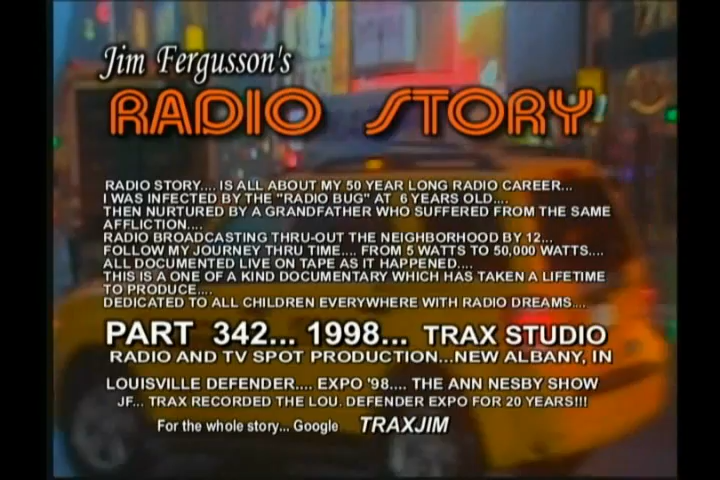 Jim Fergusson's
RADIO STORY
RADIO STORY.... IS ALL ABOUT MY 50 YEAR LONG RADIO CAREER...
I WAS INFECTED BY THE "RADIO BUG" AT 6 YEARS OLD....
THEN NURTURED BY A GRANDFATHER WHO SUFFERED FROM THE SAME
AFFLICTION....
RADIO BROADCASTING THRU-OUT THE NEIGHBORHOOD BY 12...
FOLLOW MY JOURNEY THRU TIME.... FROM 5 WATTS TO 50,000 WATTS....
ALL DOCUMENTED LIVE ON TAPE AS IT HAPPENED....
THIS IS A ONE OF A KIND DOCUMENTARY WHICH HAS TAKEN A LIFETIME
TO PRODUCE....
DEDICATED TO ALL CHILDREN EVERYWHERE WITH RADIO DREAMS....
PART 342... 1998... TRAX STUDIO
RADIO AND TV SPOT PRODUCTION...NEW ALBANY, IN
LOUISVILLE DEFENDER.... EXPO '98.... THE ANN NESBY SHOW
JF... TRAX RECORDED THE LOU. DEFENDER EXPO FOR 20 YEARS!!!
For the whole story... Google TRAXJIM